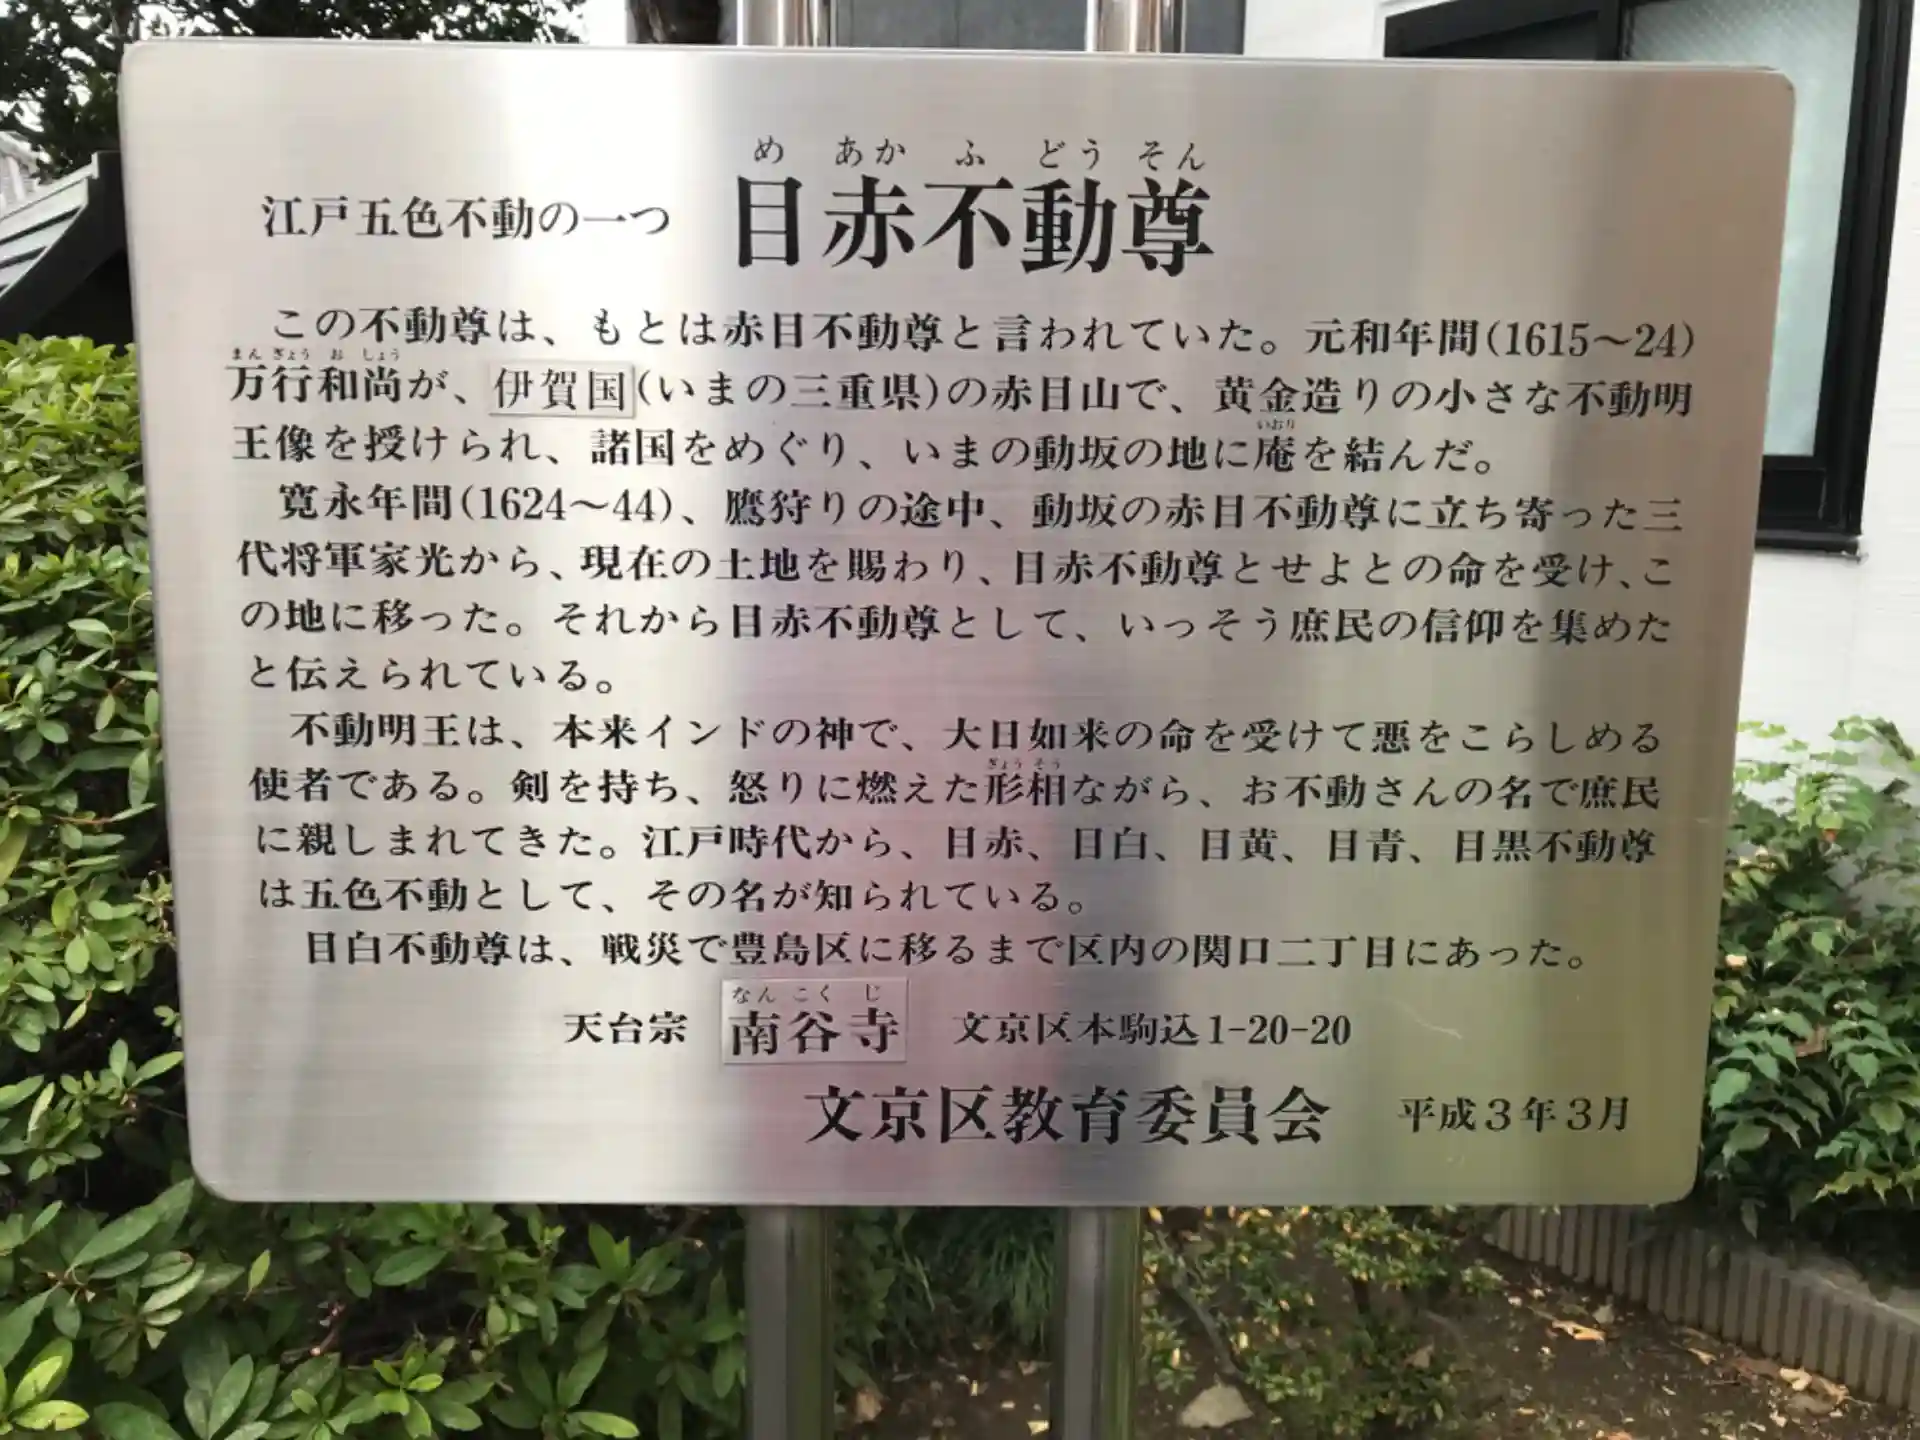 め あか ふ どう そん
江戸五色不動の一つ 目赤不動尊
この不動尊は、もとは赤目不動尊と言われていた。元和年間(1615〜24)
まん ぎょう お しょう
万行和尚が、伊賀国(いまの三重県)の赤目山で、黄金造りの小さな不動明
いおり
王像を授けられ、諸国をめぐり、いまの動坂の地に庵を結んだ。
寛永年間(1624〜44)、鷹狩りの途中、動坂の赤目不動尊に立ち寄った三
代将軍家光から、現在の土地を賜わり、目赤不動尊とせよとの命を受け、こ
の地に移った。それから目赤不動尊として、いっそう庶民の信仰を集めた
と伝えられている。
不動明王は、本来インドの神で、大日如来の命を受けて悪をこらしめる
ぎょう そう
使者である。剣を持ち、怒りに燃えた形相ながら、お不動さんの名で庶民
に親しまれてきた。江戸時代から、目赤、目白、目黄、目青、目黒不動尊
は五色不動として、その名が知られている。
目白不動尊は、戦災で豊島区に移るまで区内の関口二丁目にあった。
なん こく じ
天台宗 南谷寺 文京区本駒込1-20-20
文京区教育委員会 平成3年3月